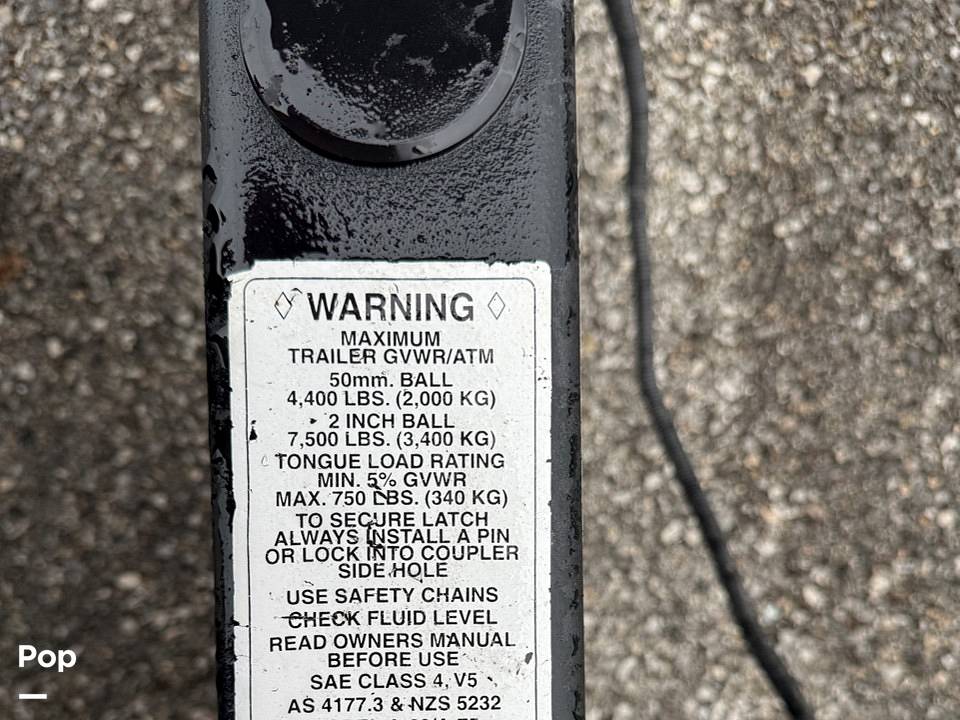 ◊ WARNING ◊
MAXIMUM
TRAILER GVWR/ATM
50mm. BALL
4,400 LBS. (2,000 KG)
2 INCH BALL
7,500 LBS. (3,400 KG)
TONGUE LOAD RATING
MIN. 5% GVWR
MAX. 750 LBS. (340 KG)
TO SECURE LATCH
ALWAYS INSTALL A PIN
OR LOCK INTO COUPLER
SIDE HOLE
USE SAFETY CHAINS
CHECK FLUID LEVEL
READ OWNERS MANUAL
BEFORE USE
SAE CLASS 4, V5
AS 4177.3 & NZS 5232
Pop